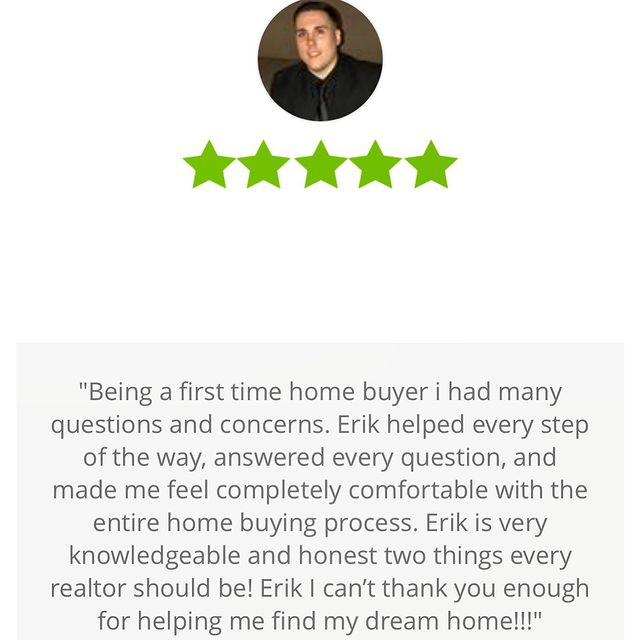 "Being a first time home buyer i had many
questions and concerns. Erik helped every step
of the way, answered every question, and
made me feel completely comfortable with the
entire home buying process. Erik is very
knowledgeable and honest two things every
realtor should be! Erik I can’t thank you enough
for helping me find my dream home!!!"